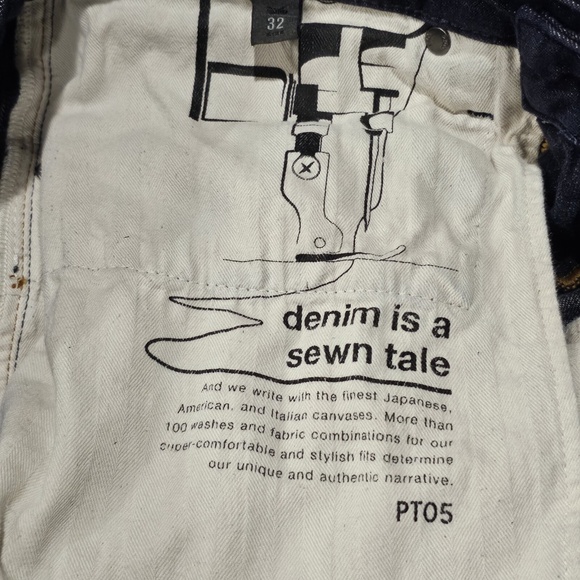 32
denim is a
sewn tale
And we write with the finest Japanese,
American, and Italian canvases. More than
100 washes and fabric combinations for our
super-comfortable and stylish fits determine
our unique and authentic narrative.
PT05